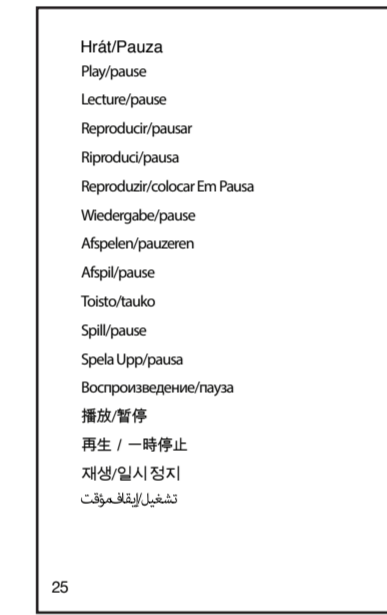 Hrát/Pauza
Play/pause
Lecture/pause
Reproducir/pausar
Riproduci/pausa
Reproduzir/colocar Em Pausa
Wiedergabe/pause
Afspelen/pauzeren
Afspil/pause
Toisto/tauko
Spill/pause
Spela Upp/pausa
Воспроизведение/пауза
播放/暫停
再生 / 一時停止
재생/일시 정지
تشغيل/إيقاف مؤقت
25